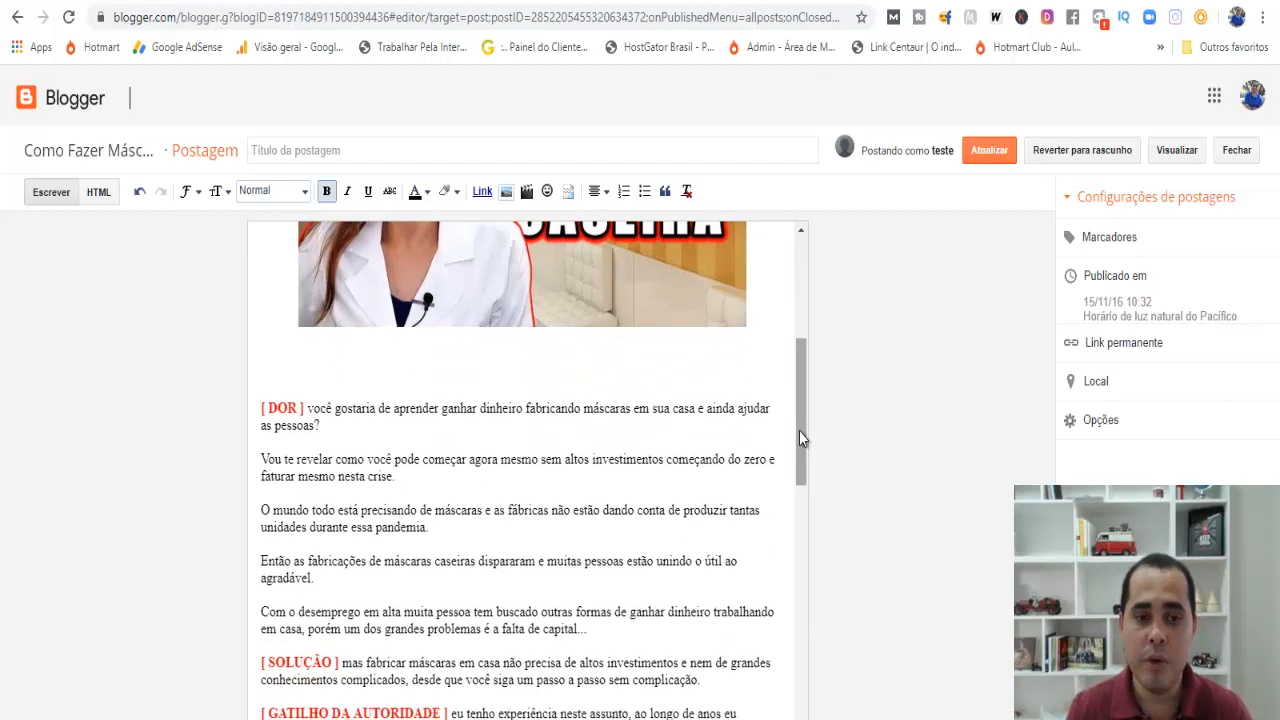 blogger.com/blogger.g?blogID=8197184911500394436#editor/target=post;postID=2852205455320634372;onPublishedMenu=allposts;onClosed...
Apps
Hotmart
Google AdSense
Visão geral - Googl...
Trabalhar Pela Inter...
:. Painel do Cliente...
HostGator Brasil - P...
Admin - Área de M...
Link Centaur | O ind...
Hotmart Club - Aul...
»
Outros favoritos
Blogger
Como Fazer Másc...
· Postagem
Título da postagem
Postando como teste
Atualizar
Reverter para rascunho
Visualizar
Fechar
Escrever
HTML
Normal
B
I
U
ABC
A
Link
Configurações de postagens
Marcadores
Publicado em
15/11/16 10:32
Horário de luz natural do Pacífico
Link permanente
Local
Opções
CASEIRA
[ DOR ] você gostaria de aprender ganhar dinheiro fabricando máscaras em sua casa e ainda ajudar
as pessoas?
Vou te revelar como você pode começar agora mesmo sem altos investimentos começando do zero e
faturar mesmo nesta crise.
O mundo todo está precisando de máscaras e as fábricas não estão dando conta de produzir tantas
unidades durante essa pandemia.
Então as fabricações de máscaras caseiras dispararam e muitas pessoas estão unindo o útil ao
agradável.
Com o desemprego em alta muita pessoa tem buscado outras formas de ganhar dinheiro trabalhando
em casa, porém um dos grandes problemas é a falta de capital...
[ SOLUÇÃO ] mas fabricar máscaras em casa não precisa de altos investimentos e nem de grandes
conhecimentos complicados, desde que você siga um passo a passo sem complicação.
[ GATILHO DA AUTORIDADE ] eu tenho experiência neste assunto, ao longo de anos eu